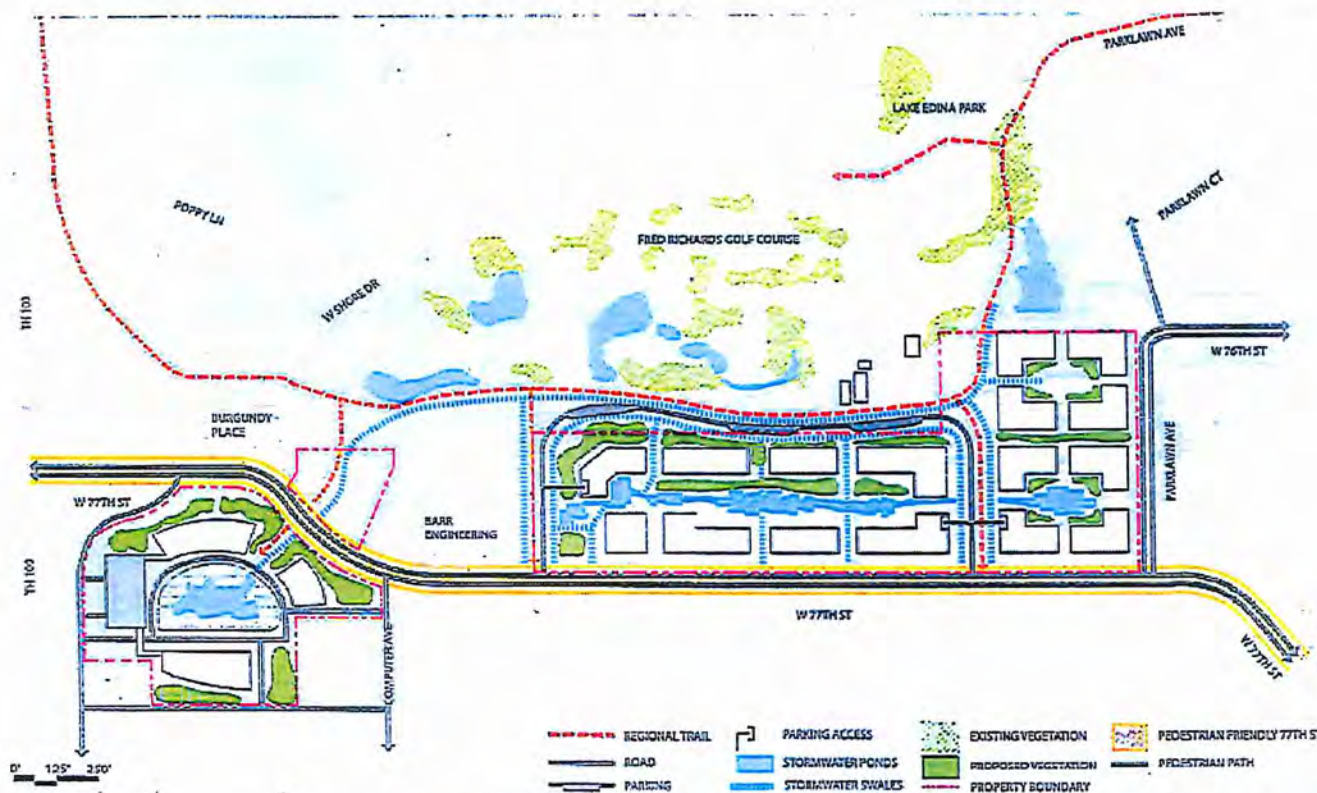 PARKLAWN AVE
LAKE EDINA PARK
PARKLAWN CT
POPPY LN
FRED RICHARDS GOLF COURSE
W SHORE DR
TH 100
W 76TH ST
BURGUNDY
PLACE
PARKLAWN AVE
W 77TH ST
BARR
ENGINEERING
TH 100
COMPUTER AVE
W 77TH ST
W 77TH ST
REGIONAL TRAIL
PARKING ACCESS
EXISTING VEGETATION
PEDESTRIAN FRIENDLY 77TH ST
ROAD
STORMWATER PONDS
PROPOSED VEGETATION
PEDESTRIAN PATH
0' 125' 250'
PARKING
STORMWATER SWALES
PROPERTY BOUNDARY